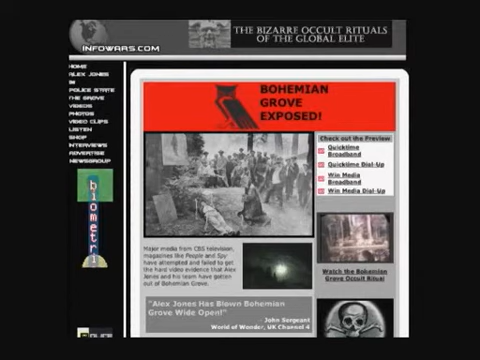 INFOWARS.COM
THE BIZARRE OCCULT RITUALS
OF THE GLOBAL ELITE
HOME
ALEX JONES
POLICE STATE
THE GROVE
VIDEOS
PHOTOS
VIDEO CLIPS
LISTEN
SHOP
INTERVIEWS
ADVERTISE
NEWSGROUP
biometri
BOHEMIAN
GROVE
EXPOSED!
Check out the Preview
Quicktime
Broadband
Quicktime Dial-Up
Win Media
Broadband
Win Media Dial-Up
Major media from CBS television,
magazines like People and Spy
have attempted and failed to get
the hard video evidence that Alex
Jones and his team have gotten
out of Bohemian Grove.
Watch the Bohemian
Grove Occult Ritual
"Alex Jones Has Blown Bohemian
Grove Wide Open!"
- John Sergeant
World of Wonder, UK Channel 4